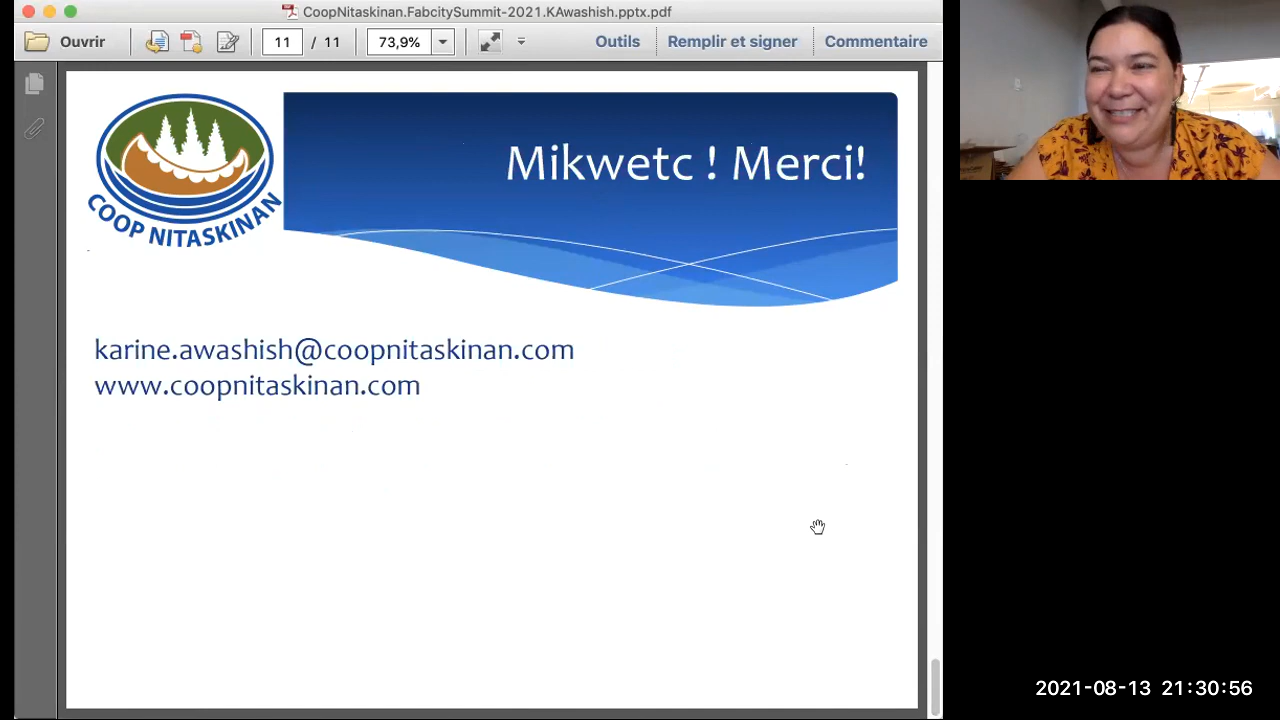 CoopNitaskinan.FabcitySummit-2021.KAwashish.pptx.pdf
Ouvrir
11 / 11
73,9%
Outils
Remplir et signer
Commentaire
COOP NITASKINAN
Mikwetc ! Merci!
karine.awashish@coopnitaskinan.com
www.coopnitaskinan.com
2021-08-13 21:30:56